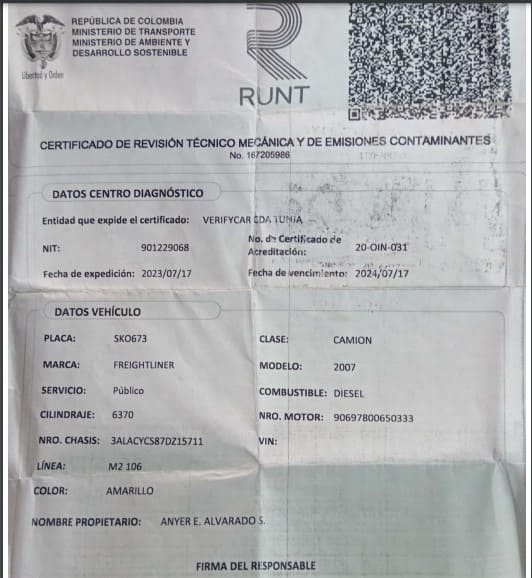 REPÚBLICA DE COLOMBIA
MINISTERIO DE TRANSPORTE
MINISTERIO DE AMBIENTE Y
DESARROLLO SOSTENIBLE
Libertad y Orden
RUNT
CERTIFICADO DE REVISIÓN TÉCNICO MECÁNICA Y DE EMISIONES CONTAMINANTES
No. 167205986
DATOS CENTRO DIAGNÓSTICO
Entidad que expide el certificado: VERIFYCAR CDA TUNJA
NIT: 901229068 No. de Certificado de Acreditación: 20-OIN-031
Fecha de expedición: 2023/07/17 Fecha de vencimiento: 2024/07/17
DATOS VEHÍCULO
PLACA: SKO673 CLASE: CAMION
MARCA: FREIGHTLINER MODELO: 2007
SERVICIO: Público COMBUSTIBLE: DIESEL
CILINDRAJE: 6370 NRO. MOTOR: 90697800650333
NRO. CHASIS: 3ALACYCS87DZ15711 VIN:
LÍNEA: M2 106
COLOR: AMARILLO
NOMBRE PROPIETARIO: ANYER E. ALVARADO S.
FIRMA DEL RESPONSABLE